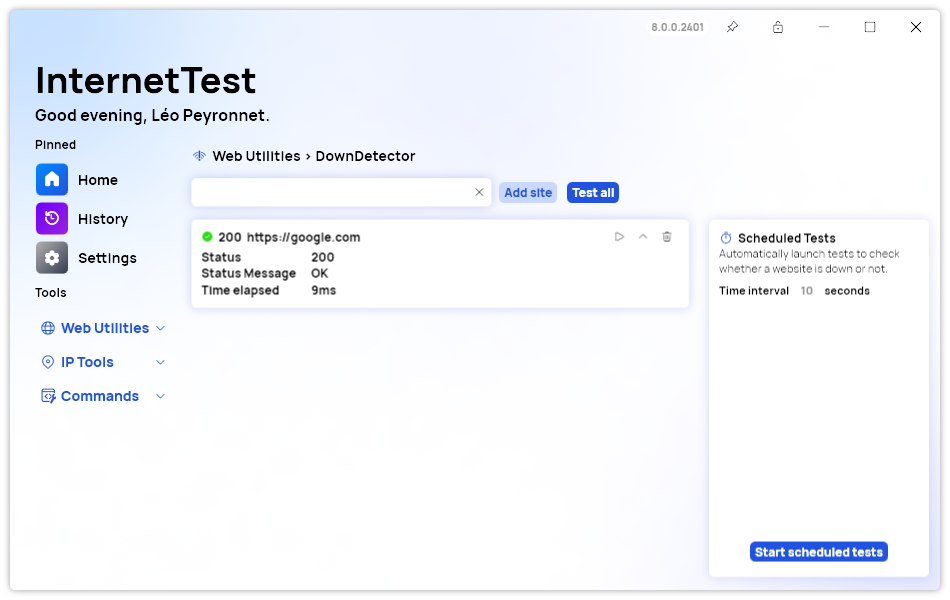 8.0.0.2401
InternetTest
Good evening, Léo Peyronnet.
Pinned
Home
History
Settings
Tools
Web Utilities
IP Tools
Commands
Web Utilities > DownDetector
Add site
Test all
200 https://google.com
Status 200
Status Message OK
Time elapsed 9ms
Scheduled Tests
Automatically launch tests to check
whether a website is down or not.
Time interval 10 seconds
Start scheduled tests